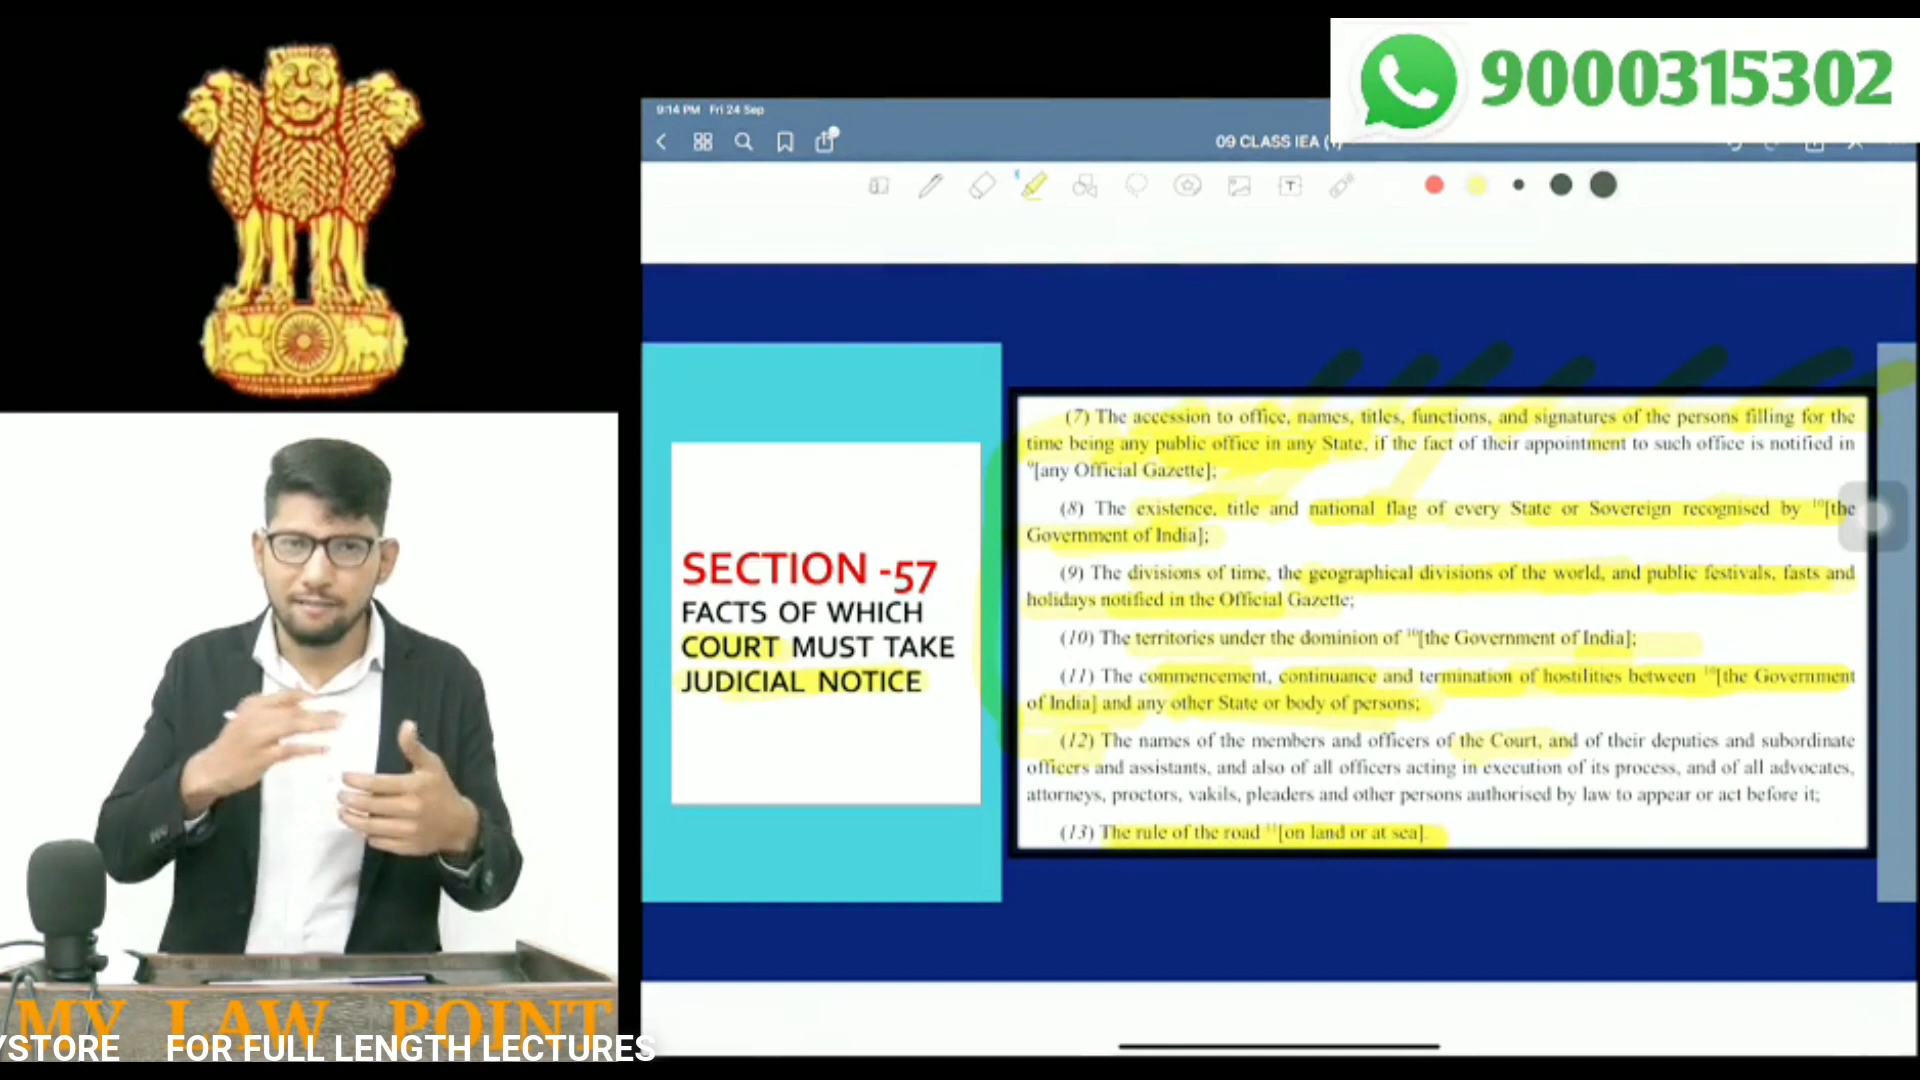 9000315302
9:14 PM Fri 24 Sep
09 CLASS IEA (1)
SECTION -57
FACTS OF WHICH
COURT MUST TAKE
JUDICIAL NOTICE
(7) The accession to office, names, titles, functions, and signatures of the persons filling for the
time being any public office in any State, if the fact of their appointment to such office is notified in
9[any Official Gazette];
(8) The existence, title and national flag of every State or Sovereign recognised by 10[the
Government of India];
(9) The divisions of time, the geographical divisions of the world, and public festivals, fasts and
holidays notified in the Official Gazette;
(10) The territories under the dominion of 10[the Government of India];
(11) The commencement, continuance and termination of hostilities between 10[the Government
of India] and any other State or body of persons;
(12) The names of the members and officers of the Court, and of their deputies and subordinate
officers and assistants, and also of all officers acting in execution of its process, and of all advocates,
attorneys, proctors, vakils, pleaders and other persons authorised by law to appear or act before it;
(13) The rule of the road 11[on land or at sea].
MY LAW POINT
YSTORE FOR FULL LENGTH LECTURES